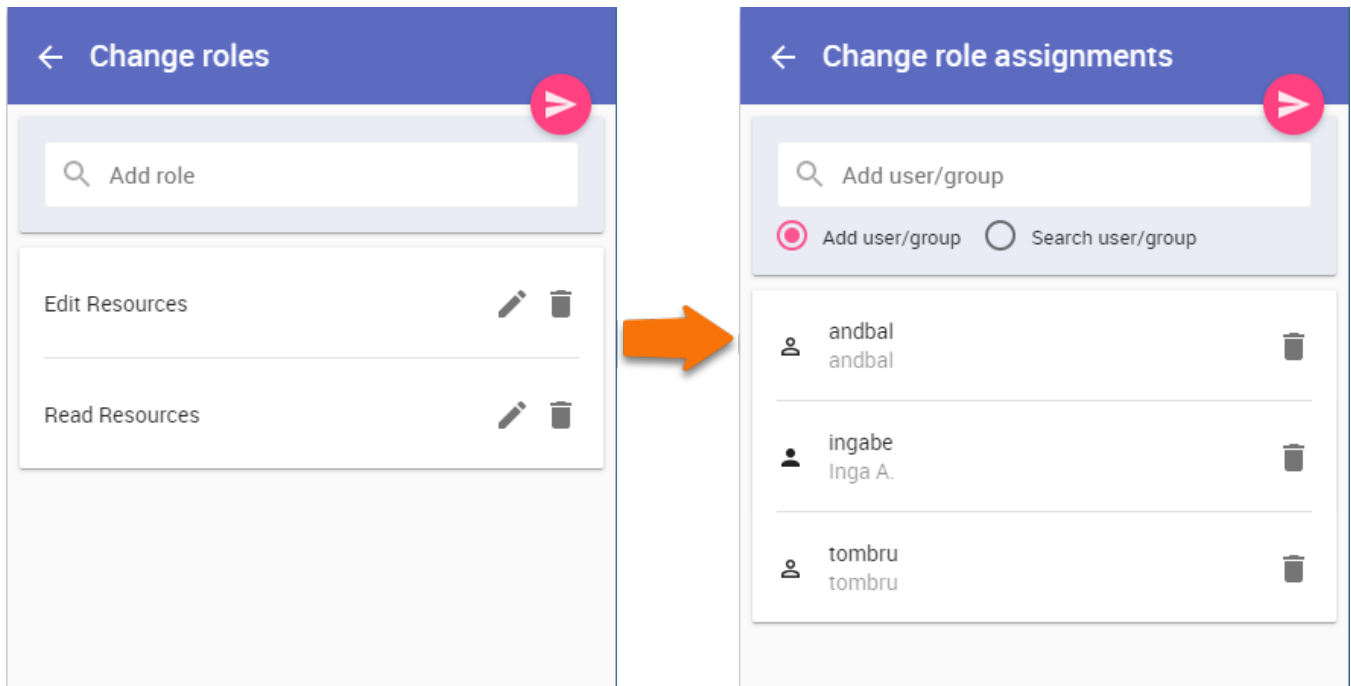 Change roles
Add role
Edit Resources
Read Resources
Change role assignments
Add user/group
Add user/group Search user/group
andbal
andbal
ingabe
Inga A.
tombru
tombru